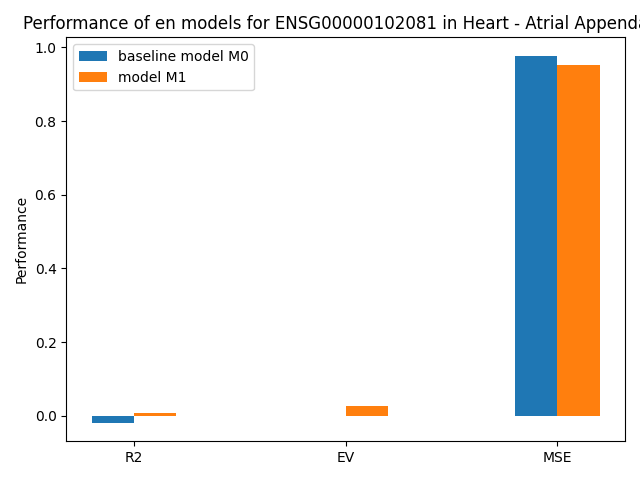 Performance of en models for ENSG00000102081 in Heart - Atrial Appenda
baseline model M0
model M1
1.0
0.8
0.6
0.4
0.2
0.0
Performance
R2 EV MSE